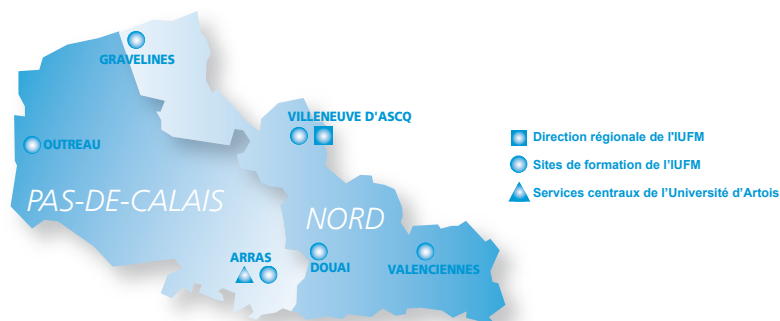 GRAVELINES
VILLENEUVE D'ASCQ
OUTREAU
PAS-DE-CALAIS
NORD
ARRAS
DOUAI
VALENCIENNES
Direction régionale de l'IUFM
Sites de formation de l'IUFM
Services centraux de l'Université d'Artois